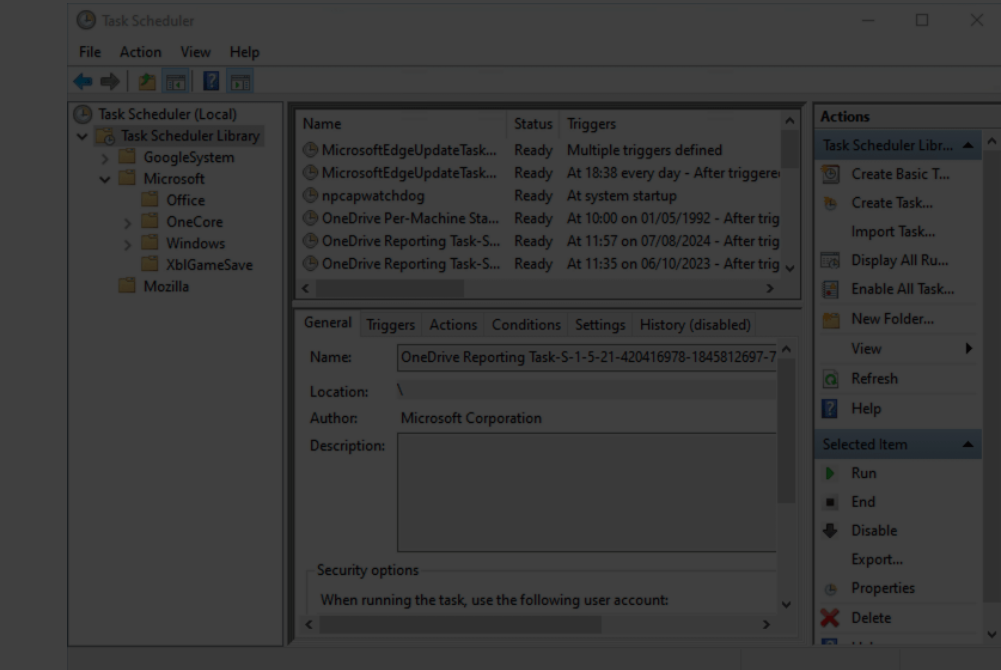 Task Scheduler
File Action View Help
Task Scheduler (Local)
Task Scheduler Library
GoogleSystem
Microsoft
Office
OneCore
Windows
XblGameSave
Mozilla
Name Status Triggers
MicrosoftEdgeUpdateTask... Ready Multiple triggers defined
MicrosoftEdgeUpdateTask... Ready At 18:38 every day - After triggere
npcapwatchdog Ready At system startup
OneDrive Per-Machine Sta... Ready At 10:00 on 01/05/1992 - After trig
OneDrive Reporting Task-S... Ready At 11:57 on 07/08/2024 - After trig
OneDrive Reporting Task-S... Ready At 11:35 on 06/10/2023 - After trig
General Triggers Actions Conditions Settings History (disabled)
Name: OneDrive Reporting Task-S-1-5-21-420416978-1845812697-7
Location: \
Author: Microsoft Corporation
Description:
Security options
When running the task, use the following user account:
Actions
Task Scheduler Libr...
Create Basic T...
Create Task...
Import Task...
Display All Ru...
Enable All Task...
New Folder...
View
Refresh
Help
Selected Item
Run
End
Disable
Export...
Properties
Delete